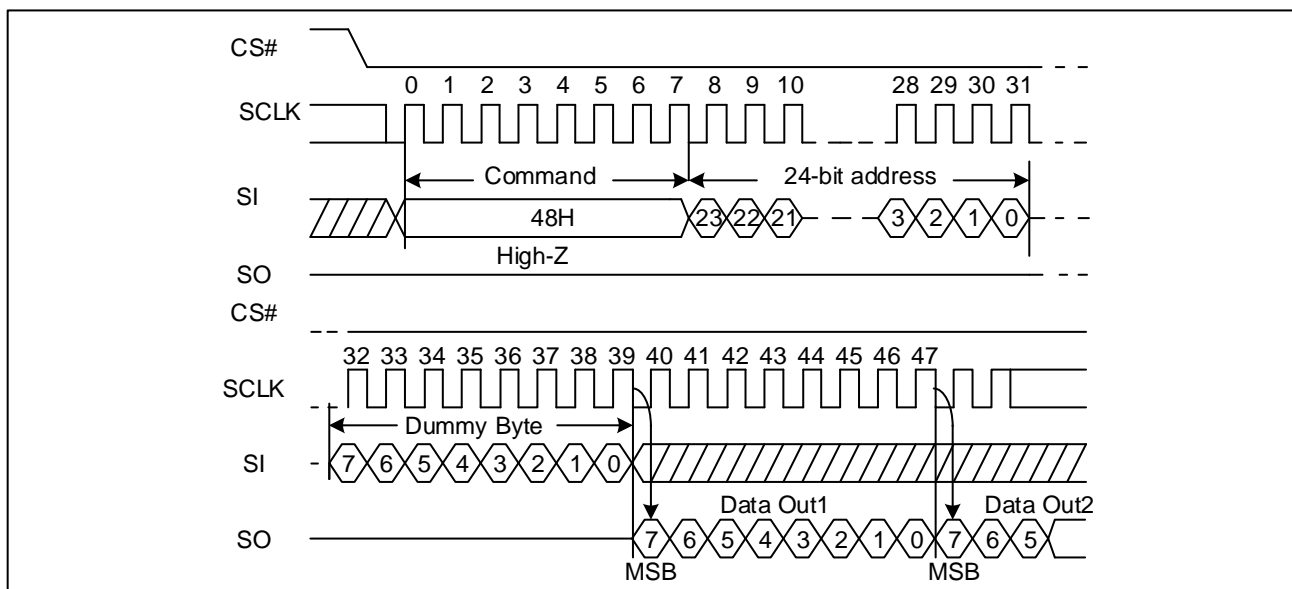 CS#
0 1 2 3 4 5 6 7 8 9 10 28 29 30 31
SCLK
Command 24-bit address
SI
48H 23 22 21 3 2 1 0
High-Z
SO
CS#
32 33 34 35 36 37 38 39 40 41 42 43 44 45 46 47
SCLK
Dummy Byte
SI 7 6 5 4 3 2 1 0
Data Out1 Data Out2
SO 7 6 5 4 3 2 1 0 7 6 5
MSB MSB